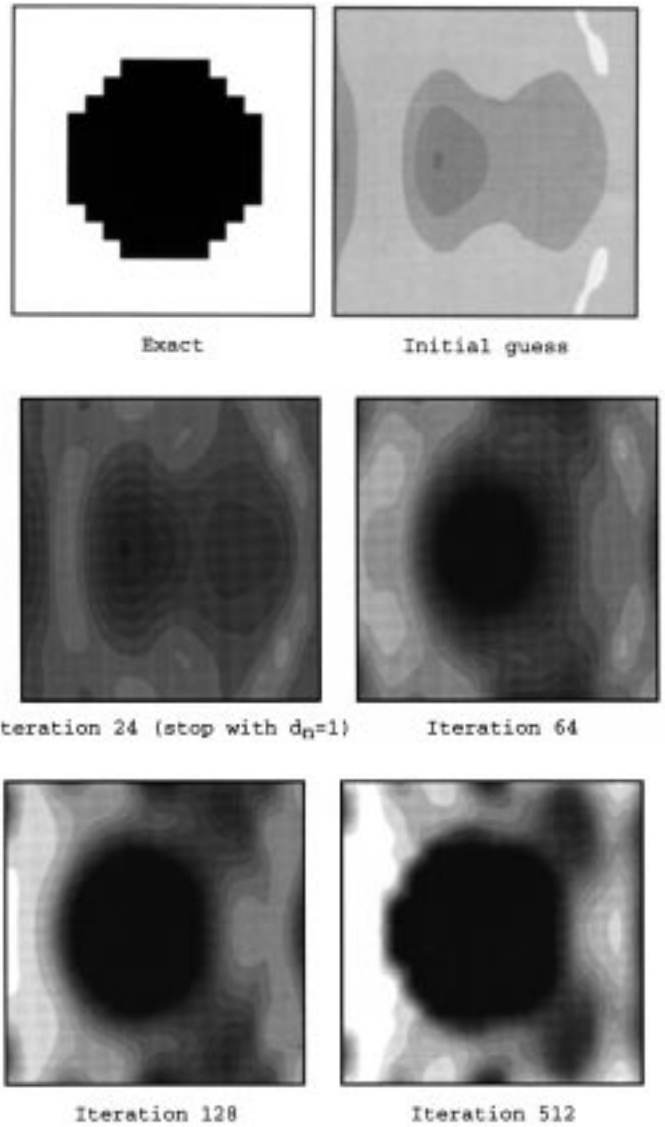 Exact
Initial guess
teration 24 (stop with dₙ=1)
Iteration 64
Iteration 128
Iteration 512